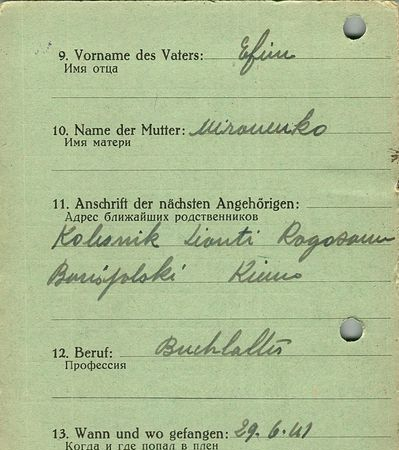 9. Vorname des Vaters: Efim
Имя отца
10. Name der Mutter: Mironenko
Имя матери
11. Anschrift der nächsten Angehörigen:
Адрес ближайших родственников
Kolesnik Lionti Rogosann
Borispolski Kiew
12. Beruf: Buchhalter
Профессия
13. Wann und wo gefangen: 29.6.41
Когда и где попал в плен